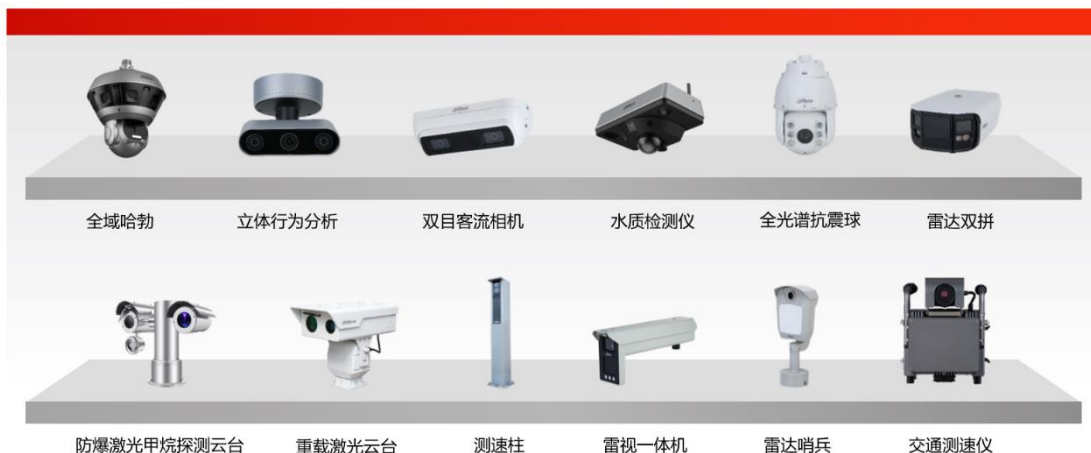 全域哈勃
立体行为分析
双目客流相机
水质检测仪
全光谱抗震球
雷达双拼
防爆激光甲烷探测云台
重载激光云台
测速柱
雷视一体机
雷达哨兵
交通测速仪